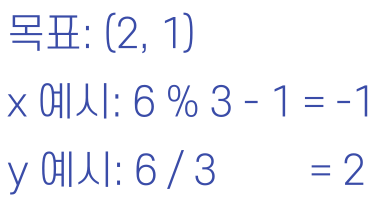 목표: (2, 1)
x 예시: 6 % 3 - 1 = -1
y 예시: 6 / 3 = 2